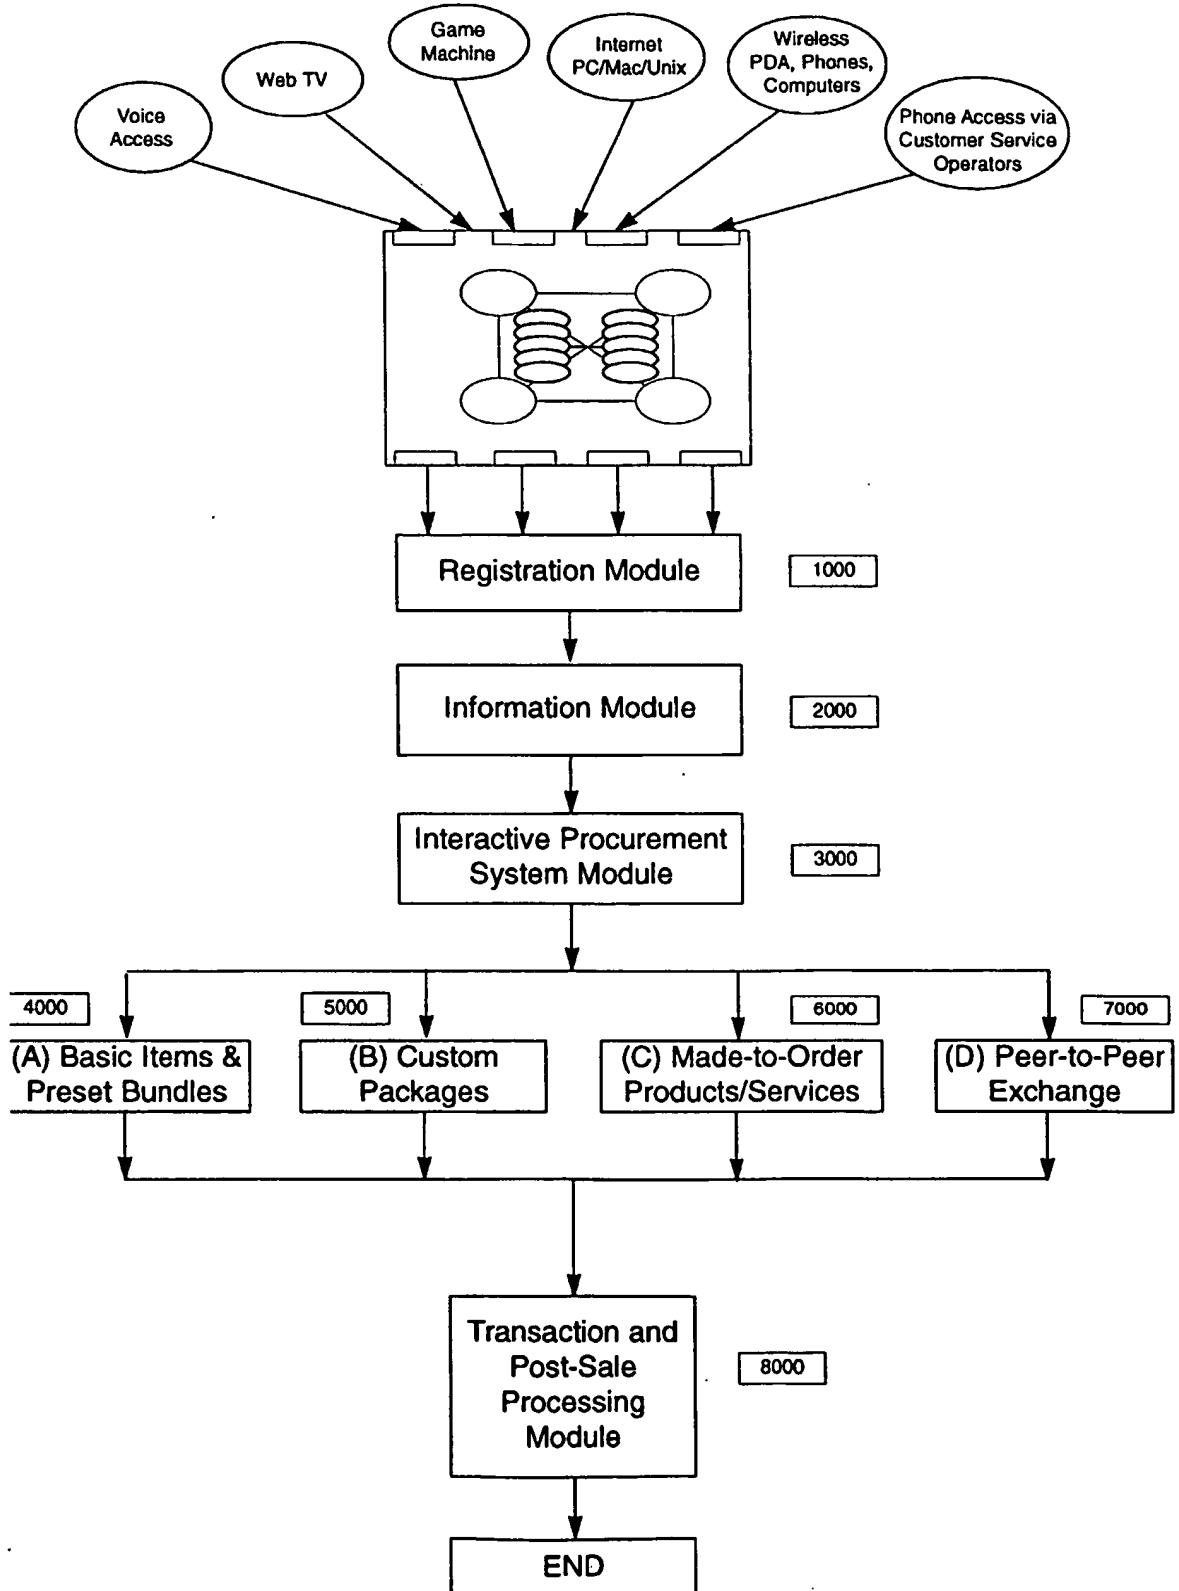 Game
Machine
Internet
PC/Mac/Unix
Wireless
PDA, Phones,
Computers
Web TV
Voice
Access
Phone Access via
Customer Service
Operators
Registration Module
1000
Information Module
2000
Interactive Procurement
System Module
3000
4000
5000
6000
7000
(A) Basic Items &
Preset Bundles
(B) Custom
Packages
(C) Made-to-Order
Products/Services
(D) Peer-to-Peer
Exchange
Transaction and
Post-Sale
Processing
Module
8000
END